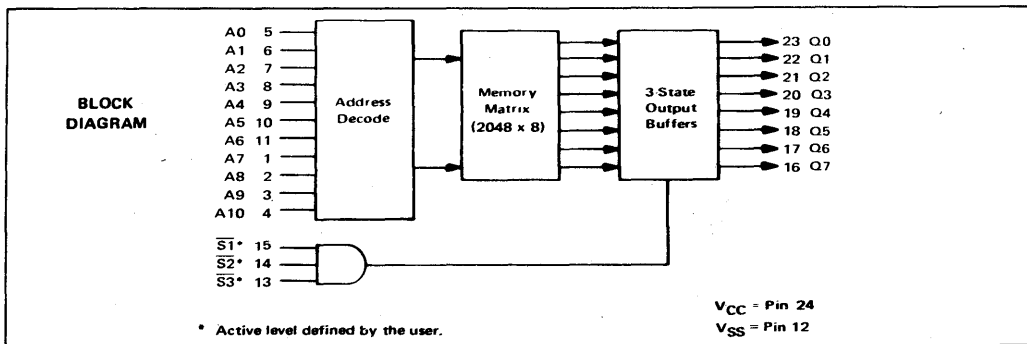 BLOCK
DIAGRAM
A0 5
A1 6
A2 7
A3 8
A4 9
A5 10
A6 11
A7 1
A8 2
A9 3
A10 4
Address
Decode
Memory
Matrix
(2048 x 8)
3-State
Output
Buffers
23 Q0
22 Q1
21 Q2
20 Q3
19 Q4
18 Q5
17 Q6
16 Q7
S1* 15
S2* 14
S3* 13
* Active level defined by the user.
VCC = Pin 24
VSS = Pin 12